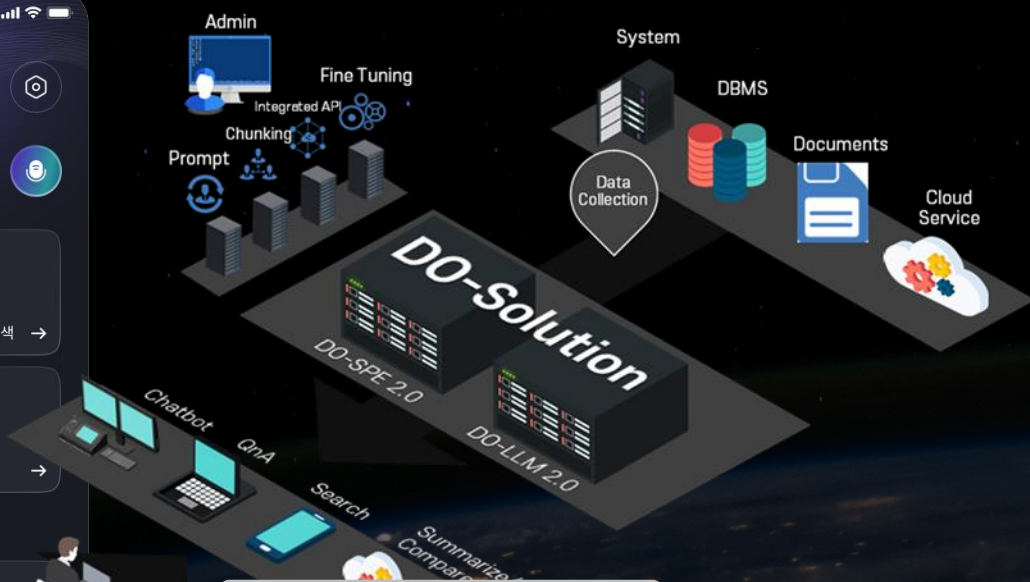 Admin
Fine Tuning
Integrated API
Chunking
Prompt
System
DBMS
Documents
Cloud
Service
Data
Collection
DO-Solution
DO-SPE 2.0
DO-LLM 2.0
색 →
→
Chatbot
QnA
Search
Summarize
Compare